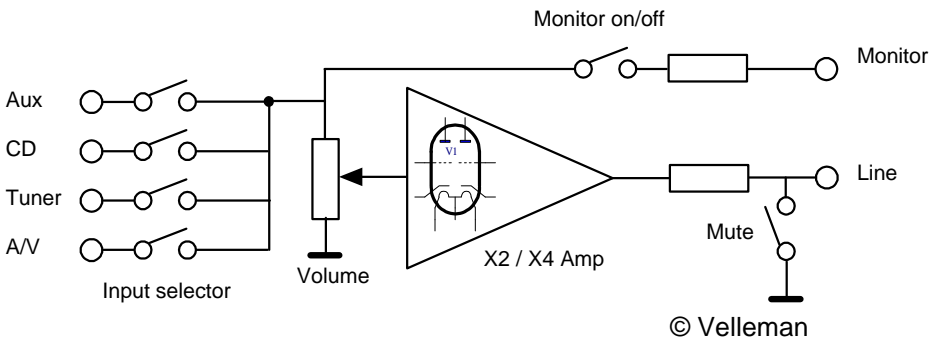 Monitor on/off
Monitor
Aux
CD
Tuner
A/V
V1
Line
Mute
X2 / X4 Amp
Volume
Input selector
© Velleman